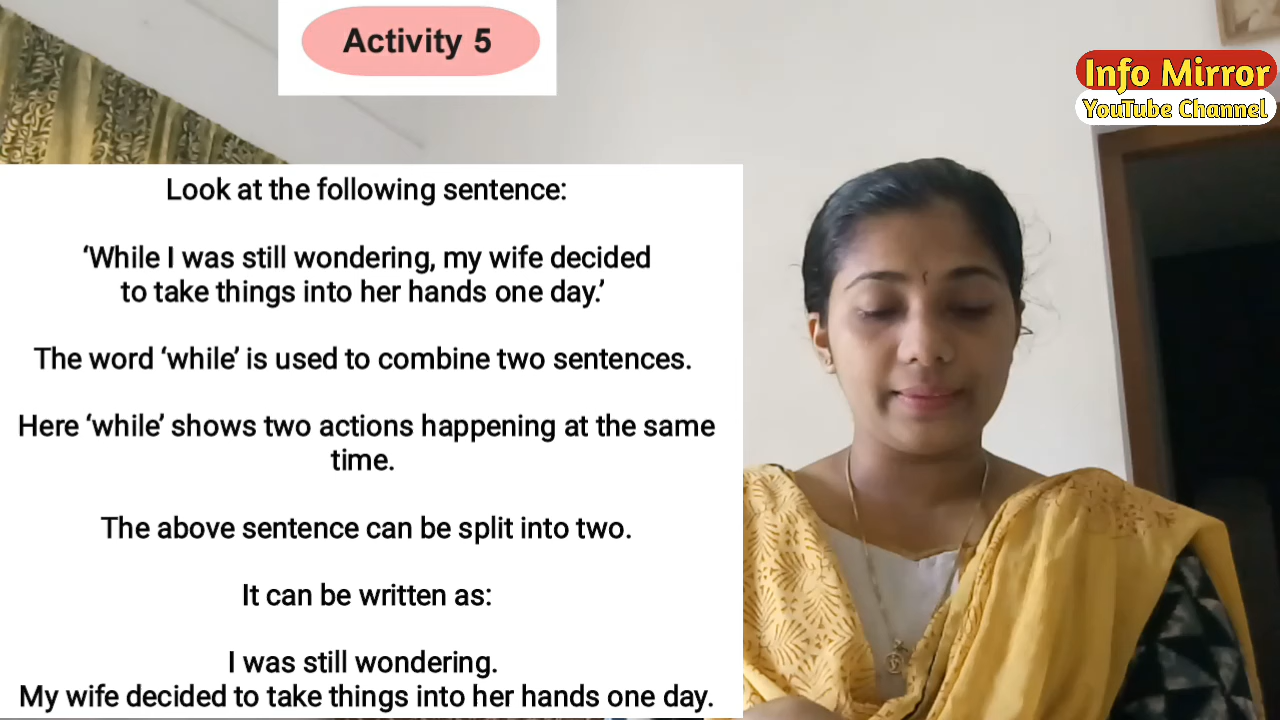 Activity 5
Info Mirror
YouTube Channel
Look at the following sentence:
‘While I was still wondering, my wife decided
to take things into her hands one day.’
The word ‘while’ is used to combine two sentences.
Here ‘while’ shows two actions happening at the same
time.
The above sentence can be split into two.
It can be written as:
I was still wondering.
My wife decided to take things into her hands one day.